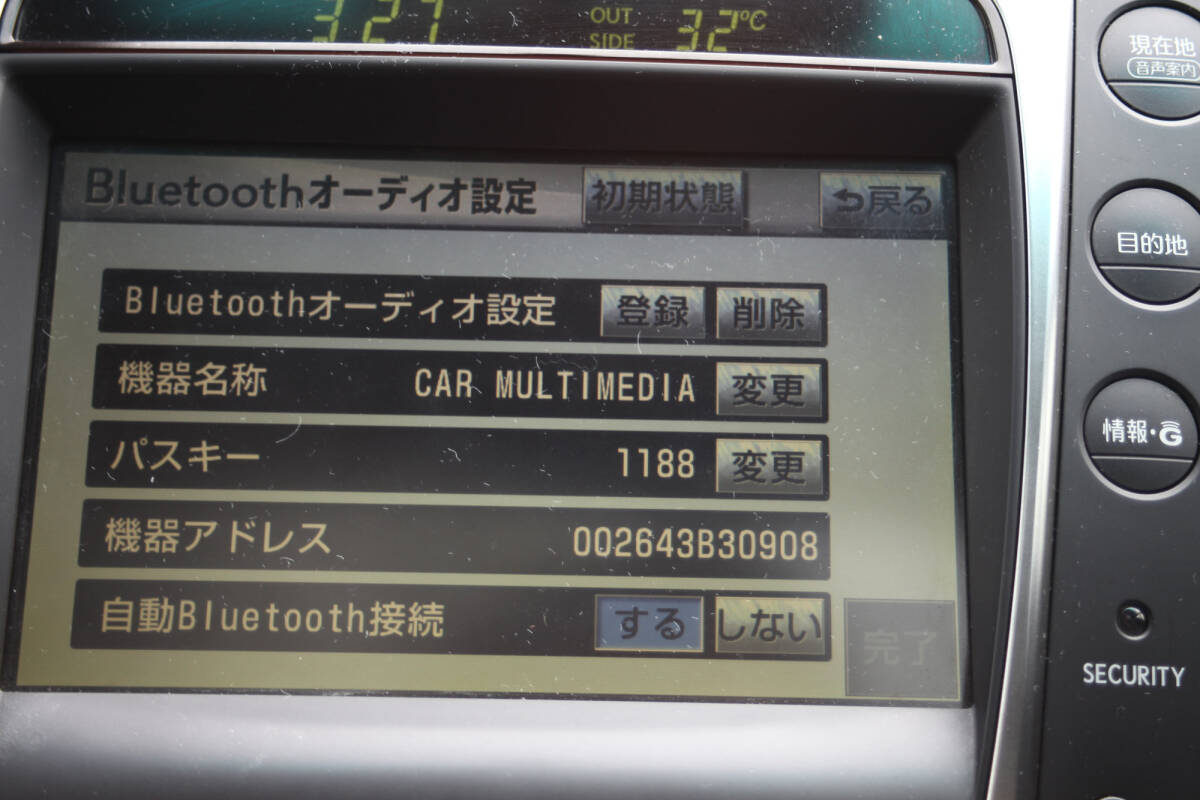 3:27 OUT SIDE 32℃
Bluetoothオーディオ設定 初期状態 戻る
Bluetoothオーディオ設定 登録 削除
機器名称 CAR MULTIMEDIA 変更
パスキー 1188 変更
機器アドレス 002643B30908
自動Bluetooth接続 する しない
完了
現在地
音声案内
目的地
情報・G
SECURITY